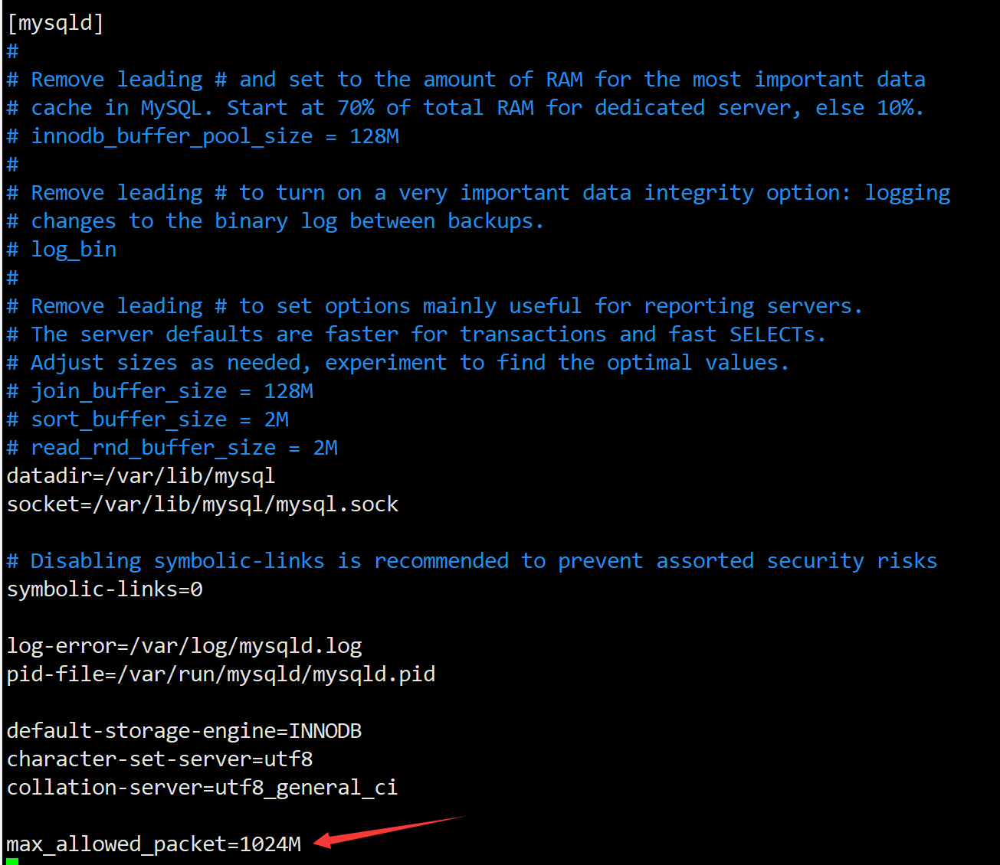 [mysqld]
#
# Remove leading # and set to the amount of RAM for the most important data
# cache in MySQL. Start at 70% of total RAM for dedicated server, else 10%.
# innodb_buffer_pool_size = 128M
#
# Remove leading # to turn on a very important data integrity option: logging
# changes to the binary log between backups.
# log_bin
#
# Remove leading # to set options mainly useful for reporting servers.
# The server defaults are faster for transactions and fast SELECTs.
# Adjust sizes as needed, experiment to find the optimal values.
# join_buffer_size = 128M
# sort_buffer_size = 2M
# read_rnd_buffer_size = 2M
datadir=/var/lib/mysql
socket=/var/lib/mysql/mysql.sock
# Disabling symbolic-links is recommended to prevent assorted security risks
symbolic-links=0
log-error=/var/log/mysqld.log
pid-file=/var/run/mysqld/mysqld.pid
default-storage-engine=INNODB
character-set-server=utf8
collation-server=utf8_general_ci
max_allowed_packet=1024M